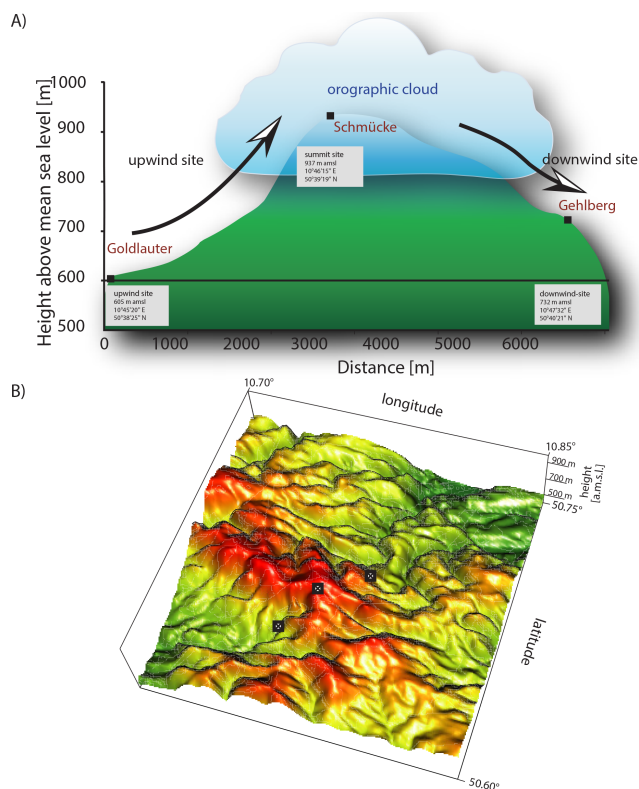 A)
1000
orographic cloud
900
Schmücke
upwind site
downwind site
summit site
937 m amsl
10°46'15" E
50°39'19" N
800
Height above mean sea level [m]
700
Gehlberg
Goldlauter
600
upwind site
605 m amsl
10°45'20" E
50°38'25" N
downwind-site
732 m amsl
10°47'32" E
50°40'21" N
500
0 1000 2000 3000 4000 5000 6000
Distance [m]
B)
10.70°
longitude
10.85°
900 m
700 m
500 m
height
[a.m.s.l.]
50.75°
latitude
50.60°